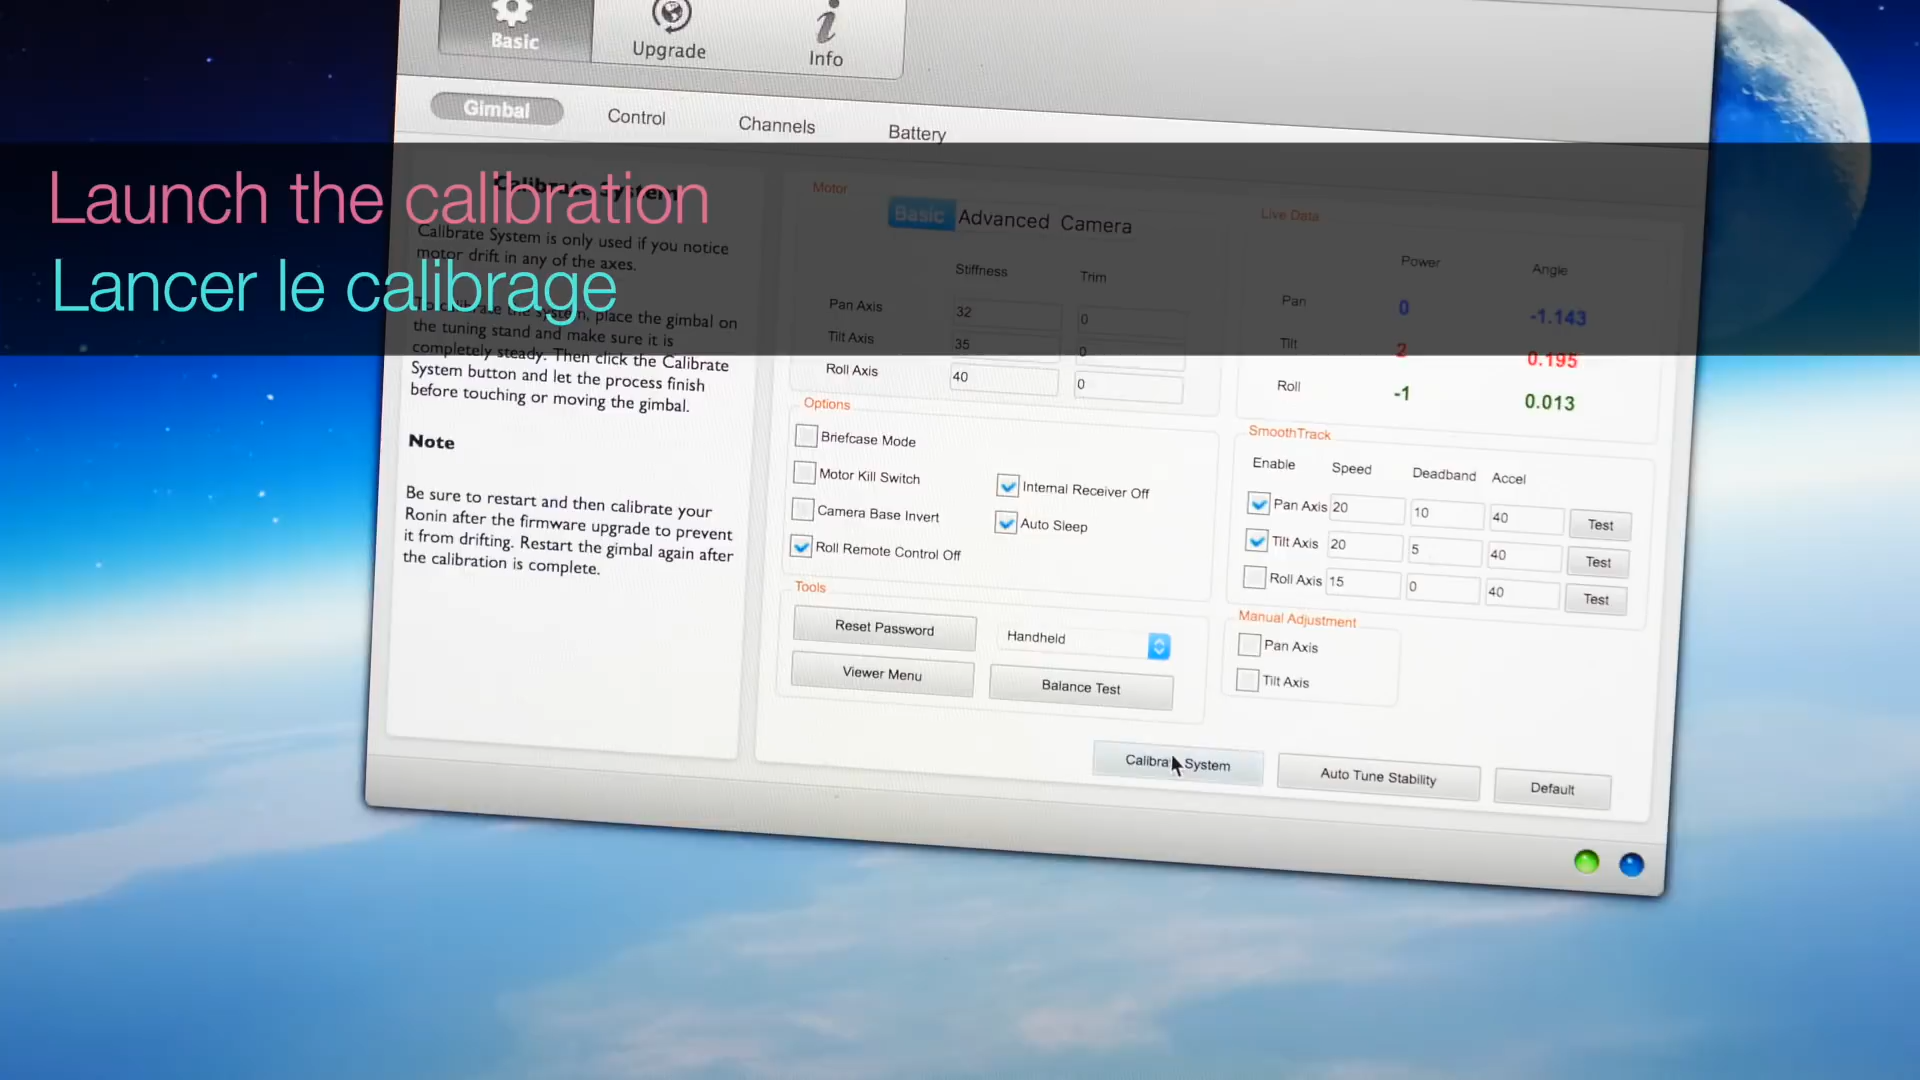 Basic
Upgrade
Info
Gimbal
Control
Channels
Battery
Launch the calibration
Lancer le calibrage
Calibrate System
Calibrate System is only used if you notice
motor drift in any of the axes.
To calibrate the system, place the gimbal on
the tuning stand and make sure it is
completely steady. Then click the Calibrate
System button and let the process finish
before touching or moving the gimbal.
Note
Be sure to restart and then calibrate your
Ronin after the firmware upgrade to prevent
it from drifting. Restart the gimbal again after
the calibration is complete.
Motor
Basic Advanced Camera
Stiffness Trim
Pan Axis 32 0
Tilt Axis 35 0
Roll Axis 40 0
Live Data
Power Angle
Pan 0 -1.143
Tilt 2 0.195
Roll -1 0.013
Options
Briefcase Mode
Motor Kill Switch
Internal Receiver Off
Camera Base Invert
Auto Sleep
Roll Remote Control Off
SmoothTrack
Enable Speed Deadband Accel
Pan Axis 20 10 40 Test
Tilt Axis 20 5 40 Test
Roll Axis 15 0 40 Test
Tools
Reset Password
Handheld
Viewer Menu
Balance Test
Manual Adjustment
Pan Axis
Tilt Axis
Calibrate System
Auto Tune Stability
Default